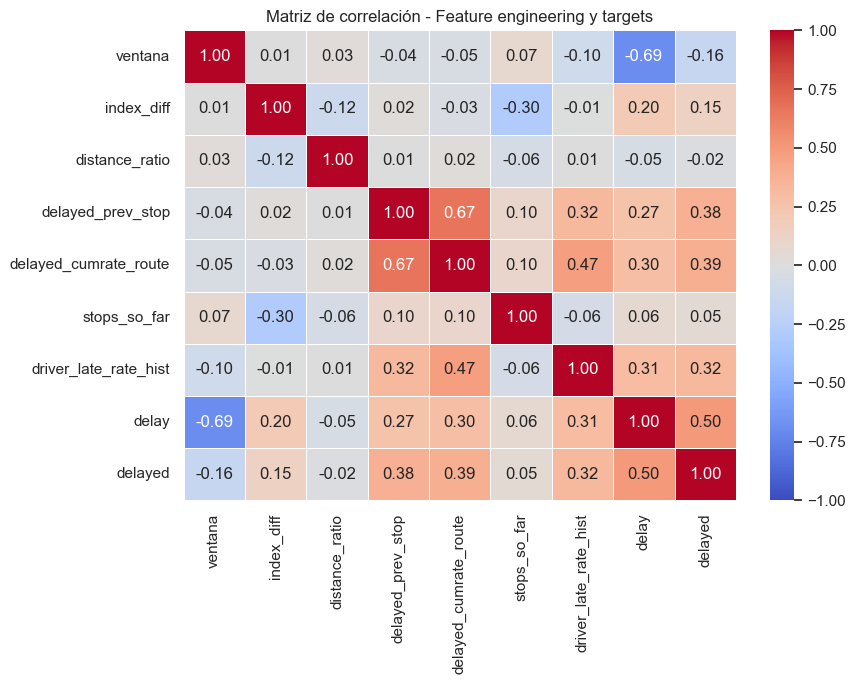 Matriz de correlación - Feature engineering y targets
ventana 1.00 0.01 0.03 -0.04 -0.05 0.07 -0.10 -0.69 -0.16
index_diff 0.01 1.00 -0.12 0.02 -0.03 -0.30 -0.01 0.20 0.15
distance_ratio 0.03 -0.12 1.00 0.01 0.02 -0.06 0.01 -0.05 -0.02
delayed_prev_stop -0.04 0.02 0.01 1.00 0.67 0.10 0.32 0.27 0.38
delayed_cumrate_route -0.05 -0.03 0.02 0.67 1.00 0.10 0.47 0.30 0.39
stops_so_far 0.07 -0.30 -0.06 0.10 0.10 1.00 -0.06 0.06 0.05
driver_late_rate_hist -0.10 -0.01 0.01 0.32 0.47 -0.06 1.00 0.31 0.32
delay -0.69 0.20 -0.05 0.27 0.30 0.06 0.31 1.00 0.50
delayed -0.16 0.15 -0.02 0.38 0.39 0.05 0.32 0.50 1.00
ventana
index_diff
distance_ratio
delayed_prev_stop
delayed_cumrate_route
stops_so_far
driver_late_rate_hist
delay
delayed
1.00
0.75
0.50
0.25
0.00
−0.25
−0.50
−0.75
−1.00